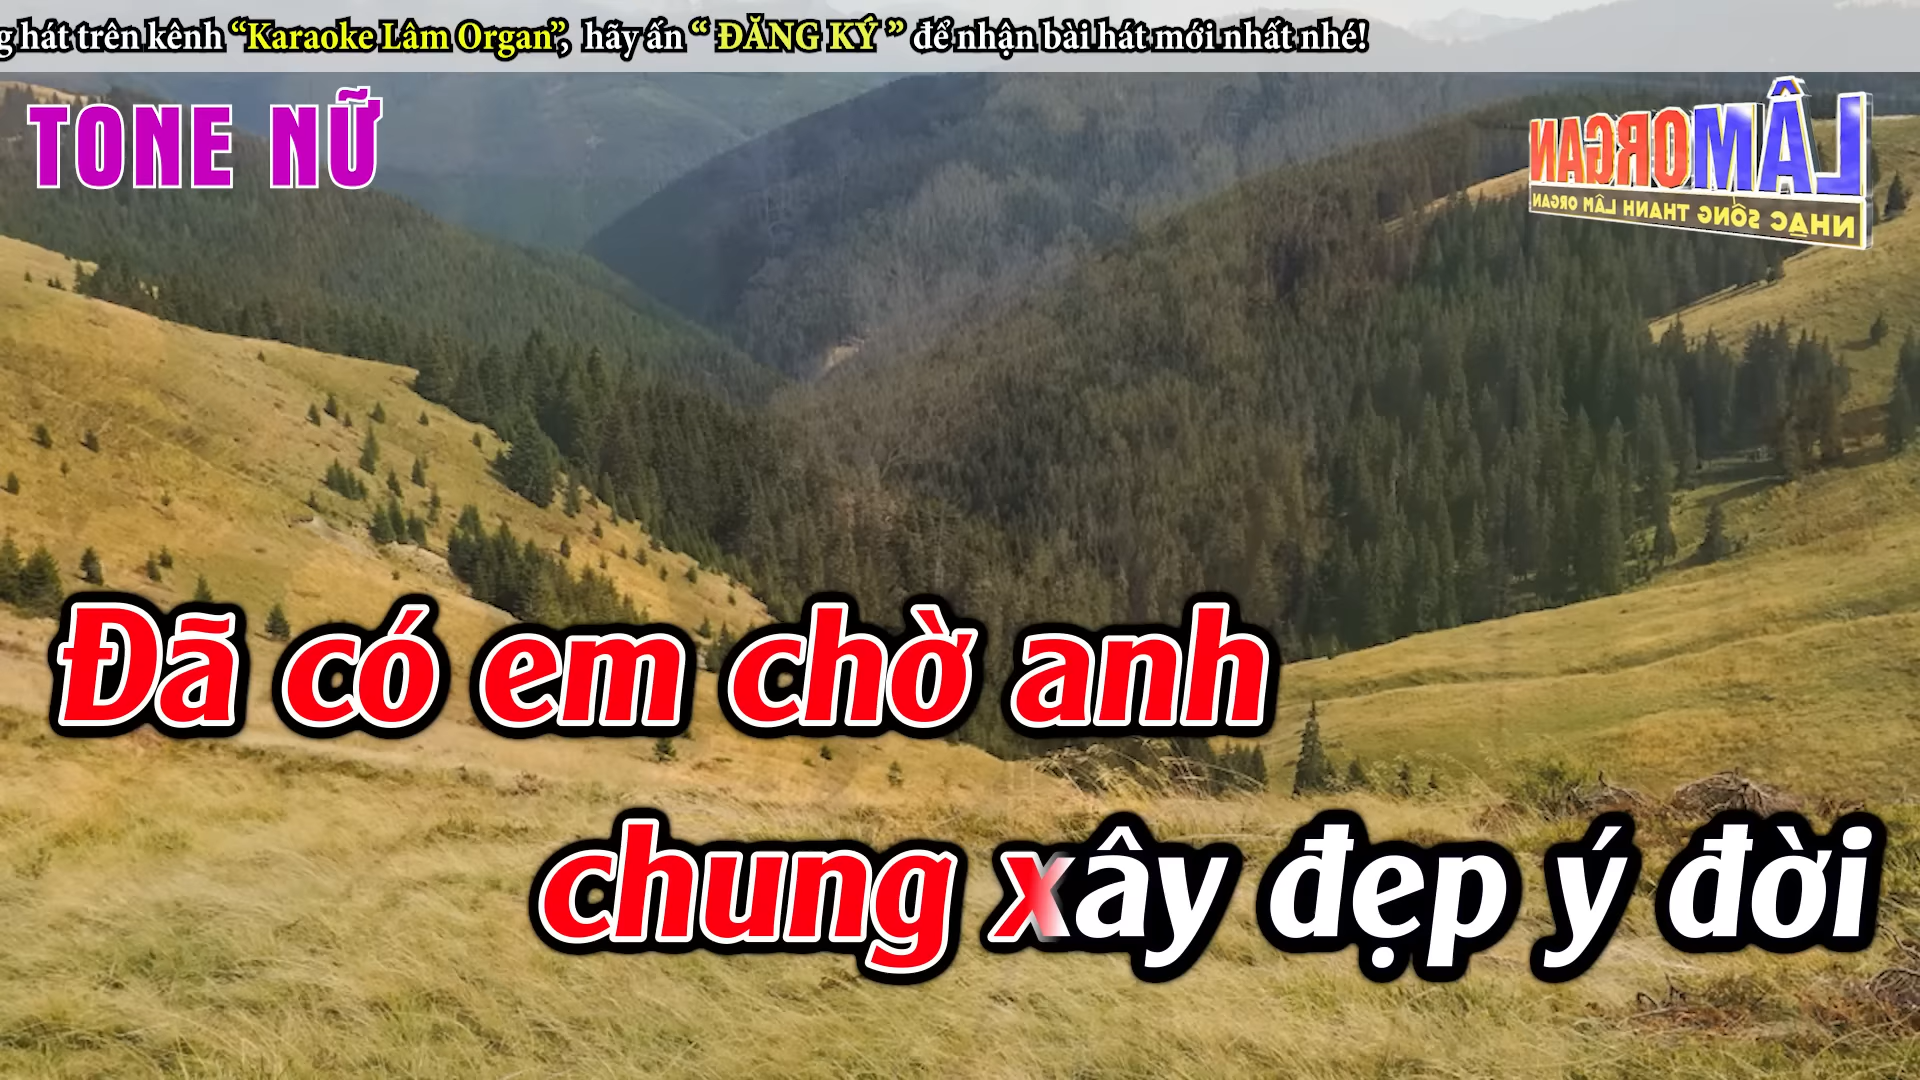 g hát trên kênh “Karaoke Lâm Organ”, hãy ấn “ ĐĂNG KÝ ” để nhận bài hát mới nhất nhé!
TONE NỮ
LÂM ORGAN
NHẠC SỐNG THANH LÂM ORGAN
Đã có em chờ anh
chung xây đẹp ý đời